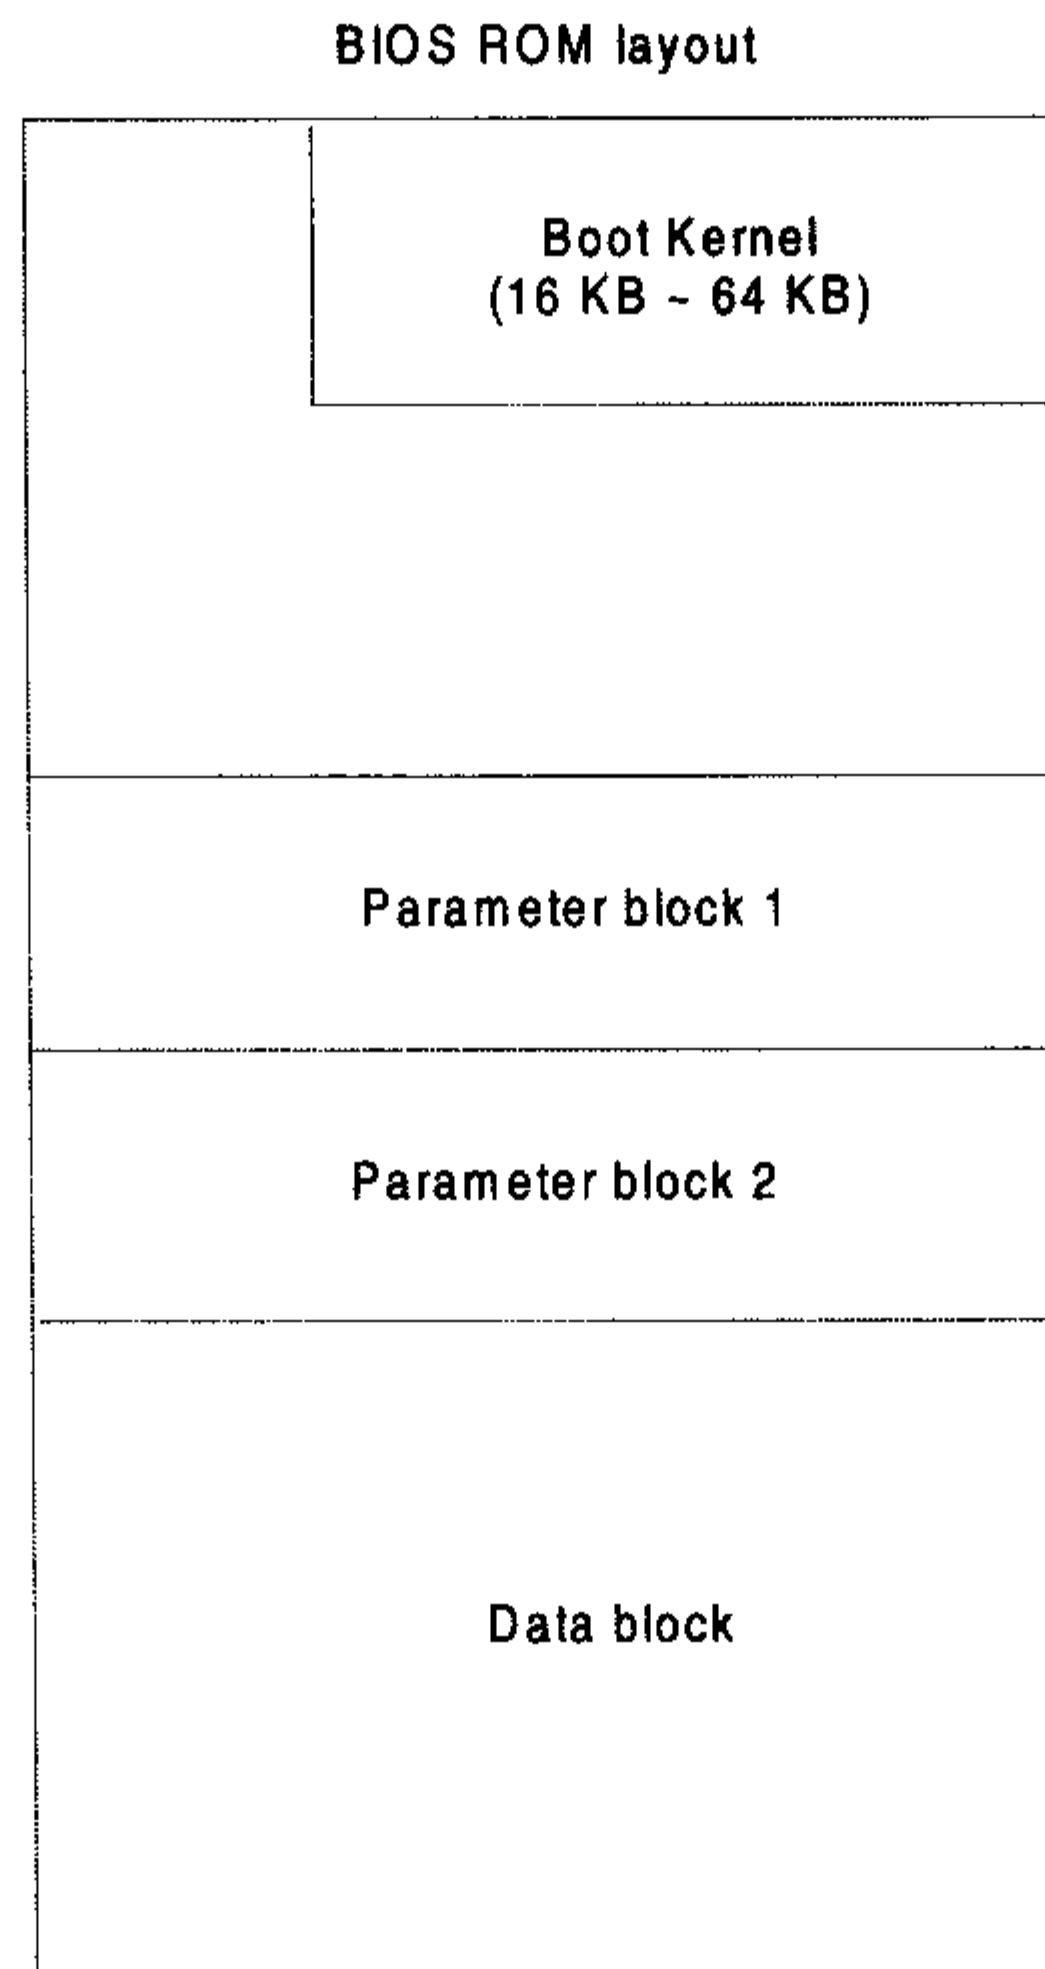 BIOS ROM layout
Boot Kernel
(16 KB ~ 64 KB)
Parameter block 1
Parameter block 2
Data block